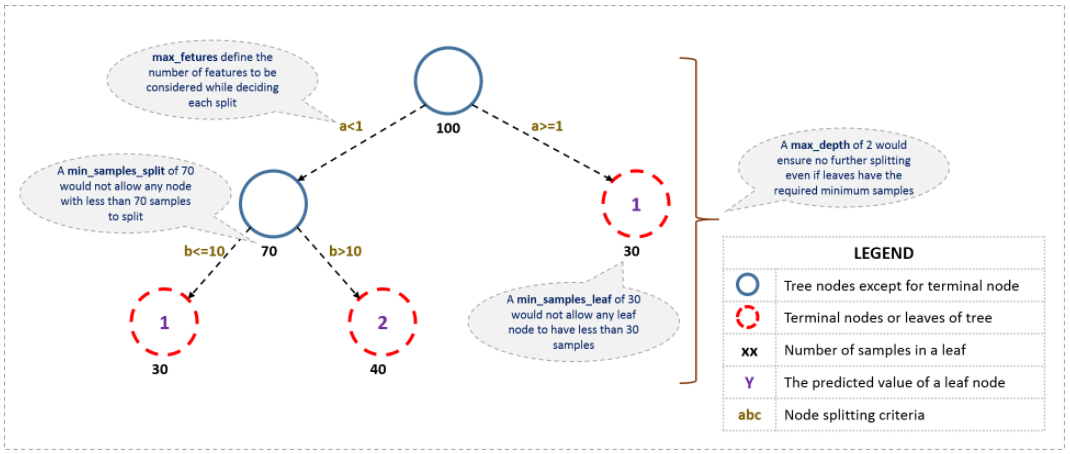 max_fetures define the
number of features to be
considered while deciding
each split
100
a<1
a>=1
A min_samples_split of 70
would not allow any node
with less than 70 samples
to split
A max_depth of 2 would
ensure no further splitting
even if leaves have the
required minimum samples
1
70
30
b<=10
b>10
A min_samples_leaf of 30
would not allow any leaf
node to have less than 30
samples
1
2
30
40
LEGEND
Tree nodes except for terminal node
Terminal nodes or leaves of tree
xx Number of samples in a leaf
Y The predicted value of a leaf node
abc Node splitting criteria